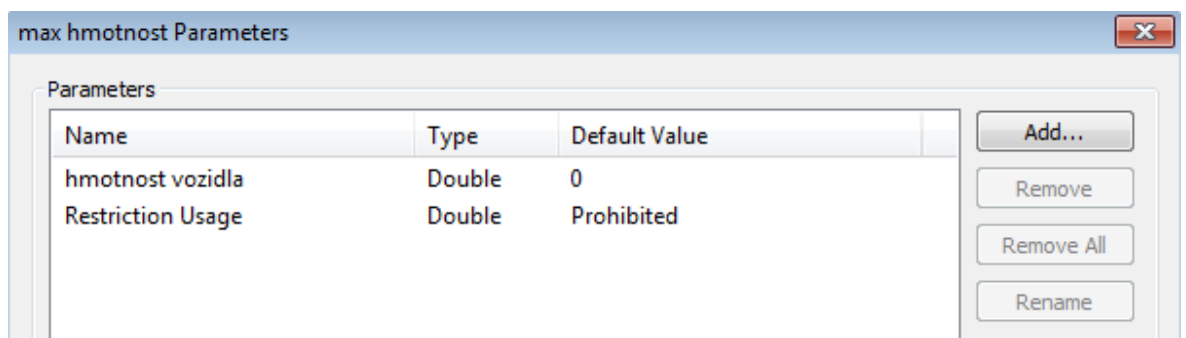 max hmotnost Parameters
Parameters
Name Type Default Value
Add...
hmotnost vozidla Double 0
Remove
Restriction Usage Double Prohibited
Remove All
Rename